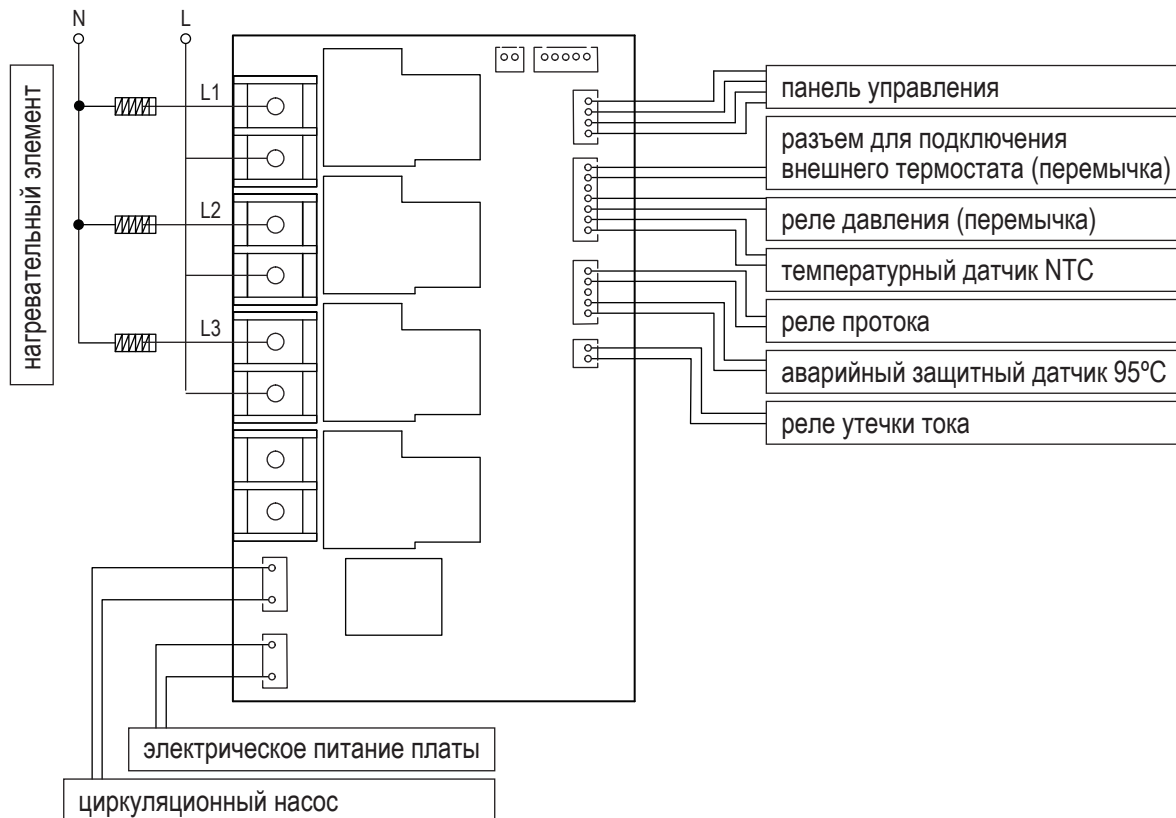 N
L
нагревательный элемент
L1
L2
L3
панель управления
разъем для подключения
внешнего термостата (перемычка)
реле давления (перемычка)
температурный датчик NTC
реле протока
аварийный защитный датчик 95ºC
реле утечки тока
электрическое питание платы
циркуляционный насос